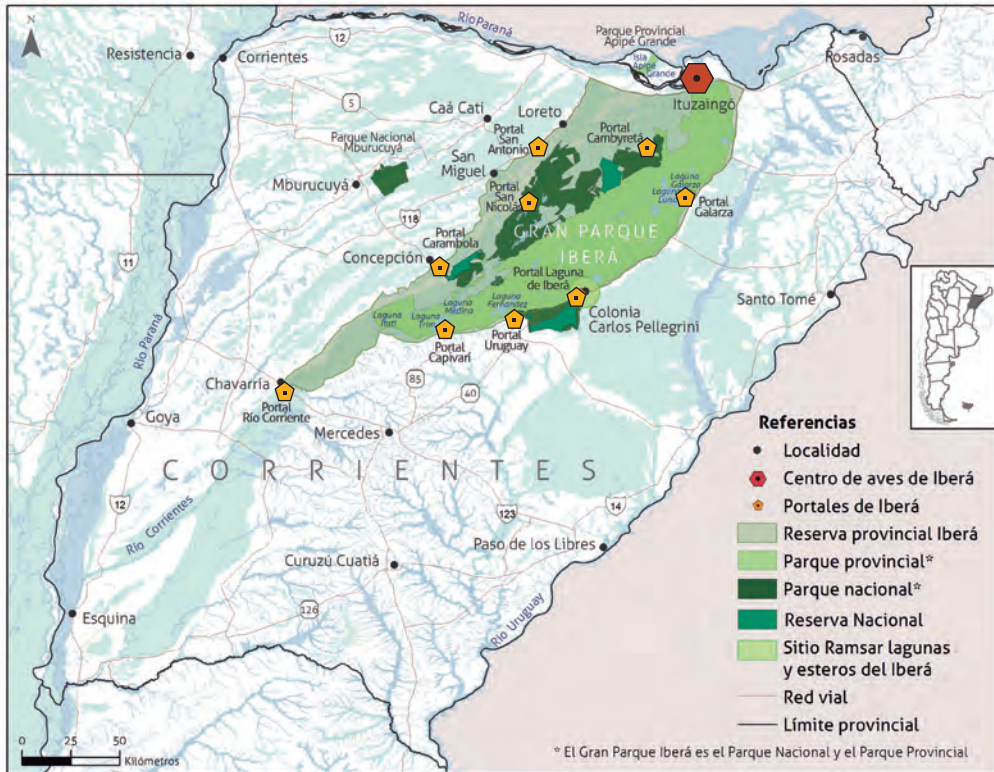 N
Río Paraná
12
Resistencia
Corrientes
Parque Provincial
Apipé Grande
Isla
Apipé
Grande
Rosadas
Ituzaingó
5
Caá Catí
Loreto
Portal
San
Antonio
Portal
Cambyretá
Parque Nacional
Mburucuyá
San
Miguel
Mburucuyá
Portal
San
Nicolá
Laguna
Galarza
Laguna
Luna
Portal
Galarza
118
GRAN PARQUE
IBERÁ
Portal
Carambola
Concepción
11
Portal Laguna
de Iberá
Santo Tomé
Laguna
Itatí
Laguna
Trim
Laguna
Medina
Laguna
Fernández
Colonia
Carlos Pellegrini
Portal
Uruguay
Portal
Capivarí
Río Paraná
Chavarría
Portal
Río Corriente
85
40
Goya
Mercedes
CORRIENTES
Río Corrientes
12
123
14
Paso de los Libres
Curuzú Cuatiá
126
Esquina
Río Uruguay
Referencias
Localidad
Centro de aves de Iberá
Portales de Iberá
Reserva provincial Iberá
Parque provincial*
Parque nacional*
Reserva Nacional
Sitio Ramsar lagunas
y esteros del Iberá
Red vial
Límite provincial
* El Gran Parque Iberá es el Parque Nacional y el Parque Provincial
0 25 50
Kilómetros